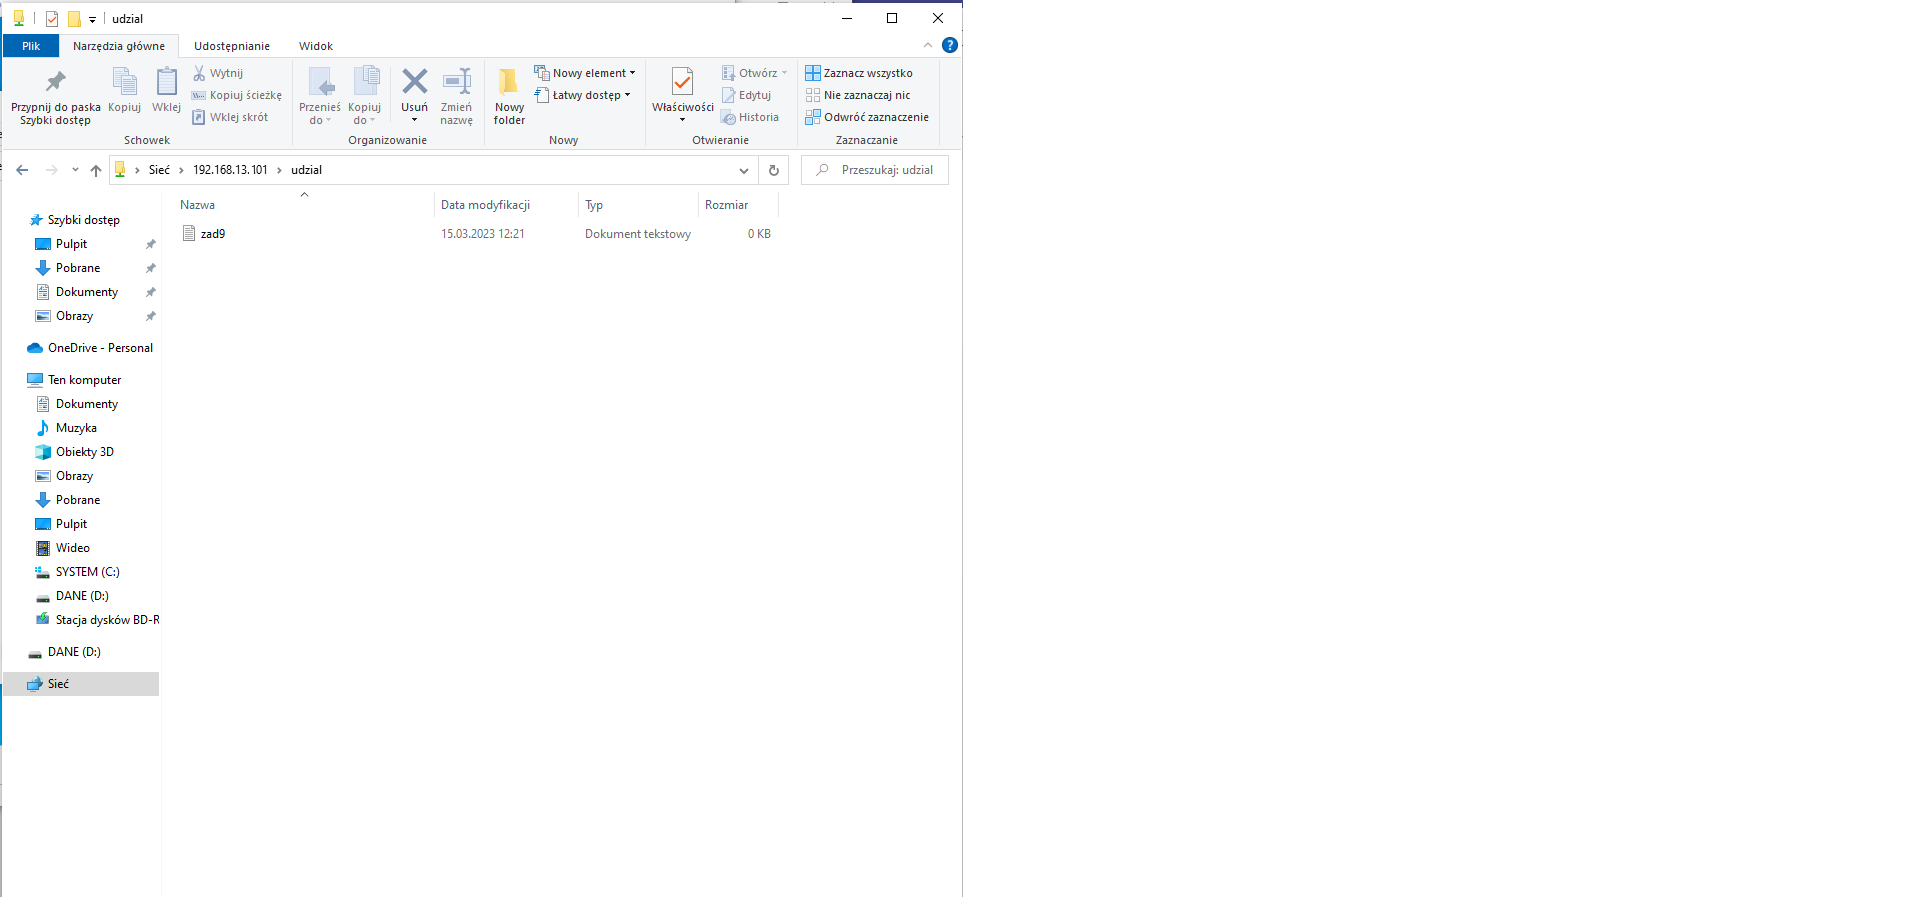 udzial
Plik Narzędzia główne Udostępnianie Widok
Przypnij do paska Szybki dostęp
Kopiuj
Wklej
Wytnij
Kopiuj ścieżkę
Wklej skrót
Schowek
Przenieś do
Kopiuj do
Usuń
Zmień nazwę
Organizowanie
Nowy folder
Nowy element
Łatwy dostęp
Nowy
Właściwości
Otwórz
Edytuj
Historia
Otwieranie
Zaznacz wszystko
Nie zaznaczaj nic
Odwróć zaznaczenie
Zaznaczanie
Sieć 192.168.13.101 udzial
Przeszukaj: udzial
Szybki dostęp
Pulpit
Pobrane
Dokumenty
Obrazy
OneDrive - Personal
Ten komputer
Dokumenty
Muzyka
Obiekty 3D
Obrazy
Pobrane
Pulpit
Wideo
SYSTEM (C:)
DANE (D:)
Stacja dysków BD-R
DANE (D:)
Sieć
Nazwa Data modyfikacji Typ Rozmiar
zad9 15.03.2023 12:21 Dokument tekstowy 0 KB